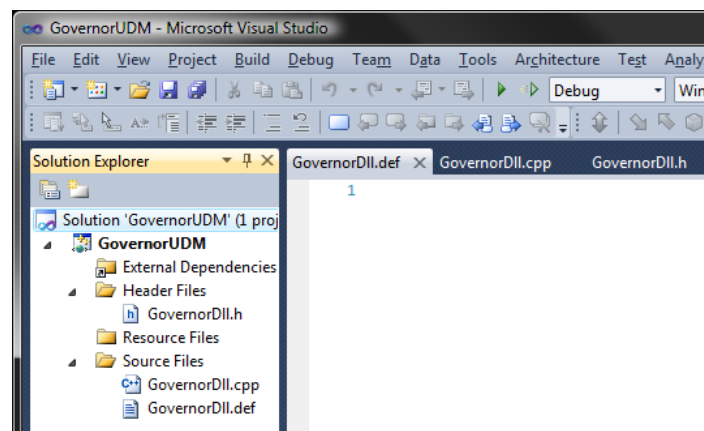 GovernorUDM - Microsoft Visual Studio
File Edit View Project Build Debug Team Data Tools Architecture Test Analy
Debug Win
Solution Explorer
GovernorDll.def GovernorDll.cpp GovernorDll.h
1
Solution 'GovernorUDM' (1 proj
GovernorUDM
External Dependencies
Header Files
GovernorDll.h
Resource Files
Source Files
GovernorDll.cpp
GovernorDll.def